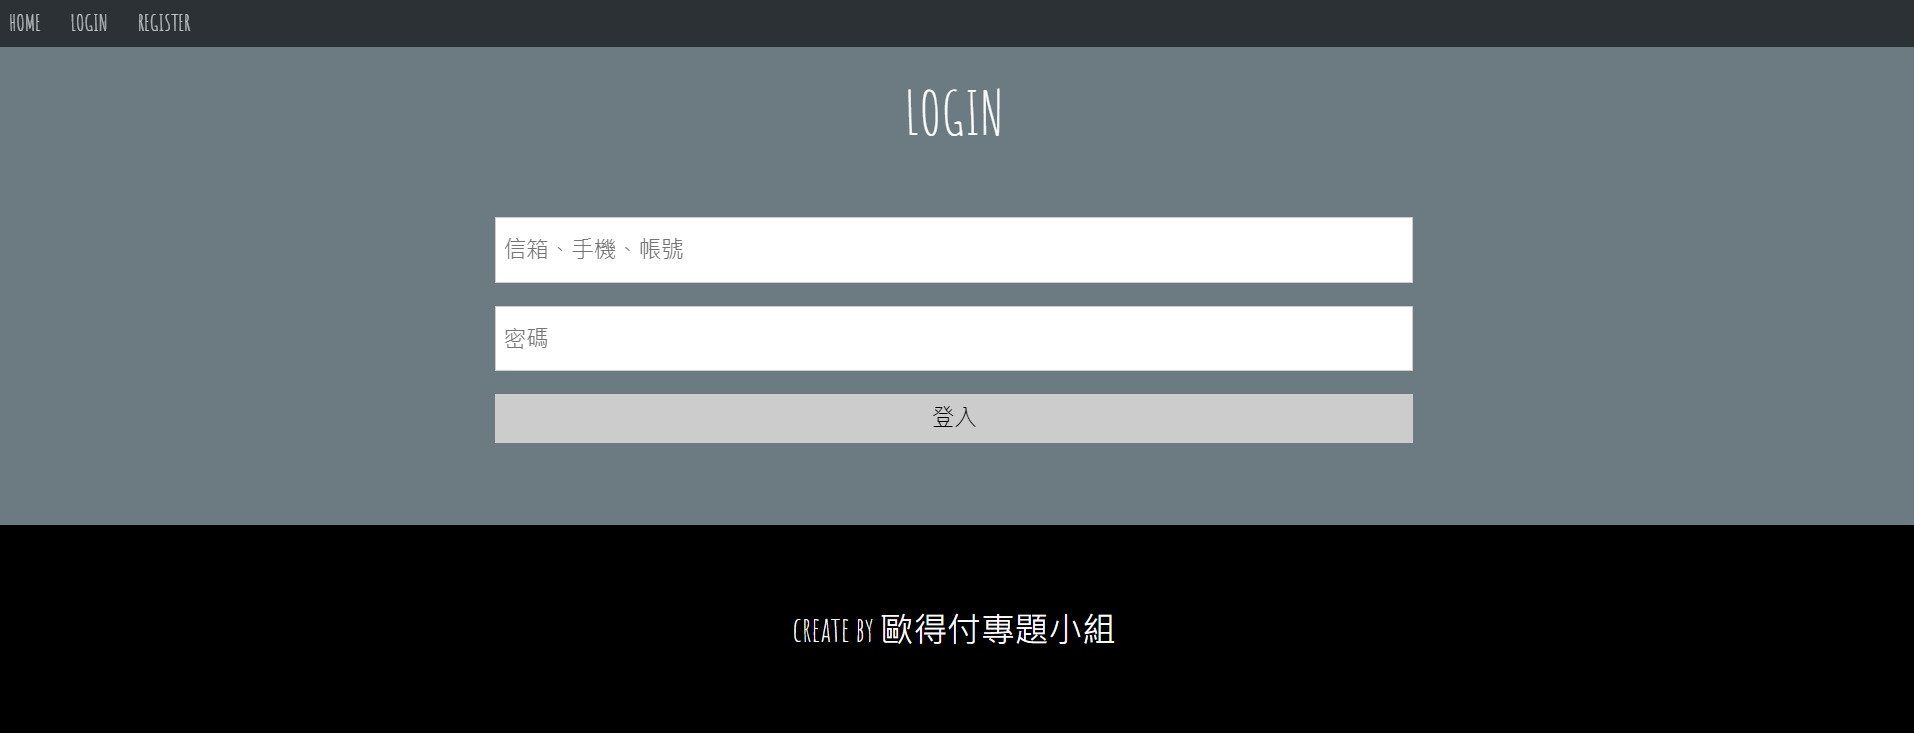 HOME LOGIN REGISTER
LOGIN
信箱、手機、帳號
密碼
登入
CREATE BY 歐得付專題小組